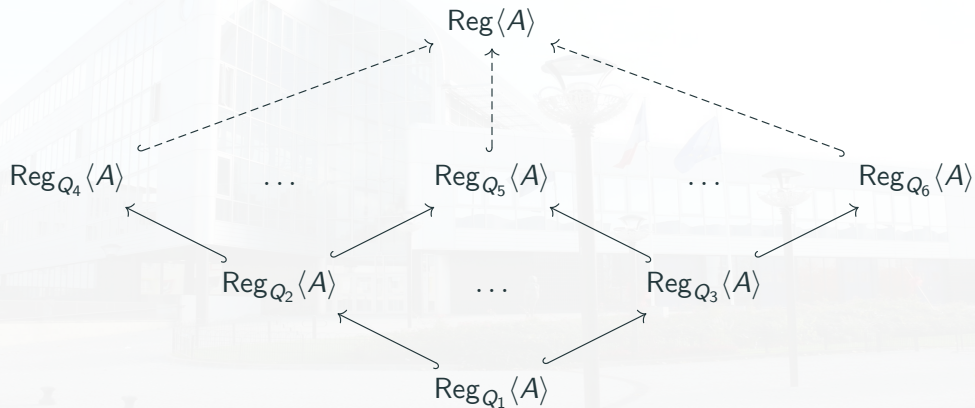 Reg⟨A⟩
Reg_{Q_4}⟨A⟩ ... Reg_{Q_5}⟨A⟩ ... Reg_{Q_6}⟨A⟩
Reg_{Q_2}⟨A⟩ ... Reg_{Q_3}⟨A⟩
Reg_{Q_1}⟨A⟩